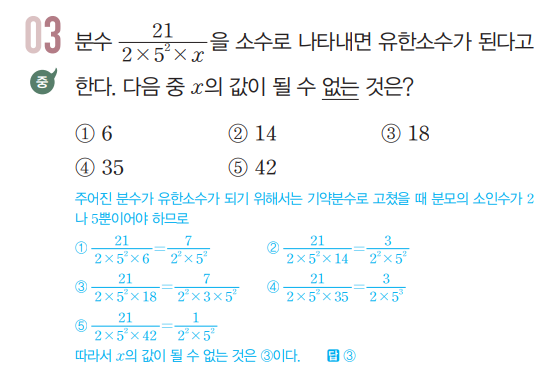 03 분수 21/(2×5²×x)을 소수로 나타내면 유한소수가 된다고
중 한다. 다음 중 x의 값이 될 수 없는 것은?
① 6 ② 14 ③ 18
④ 35 ⑤ 42
주어진 분수가 유한소수가 되기 위해서는 기약분수로 고쳤을 때 분모의 소인수가 2
나 5뿐이어야 하므로
① 21/(2×5²×6)=7/(2²×5²) ② 21/(2×5²×14)=3/(2²×5²)
③ 21/(2×5²×18)=7/(2²×3×5²) ④ 21/(2×5²×35)=3/(2×5³)
⑤ 21/(2×5²×42)=1/(2²×5²)
따라서 x의 값이 될 수 없는 것은 ③이다. 답 ③